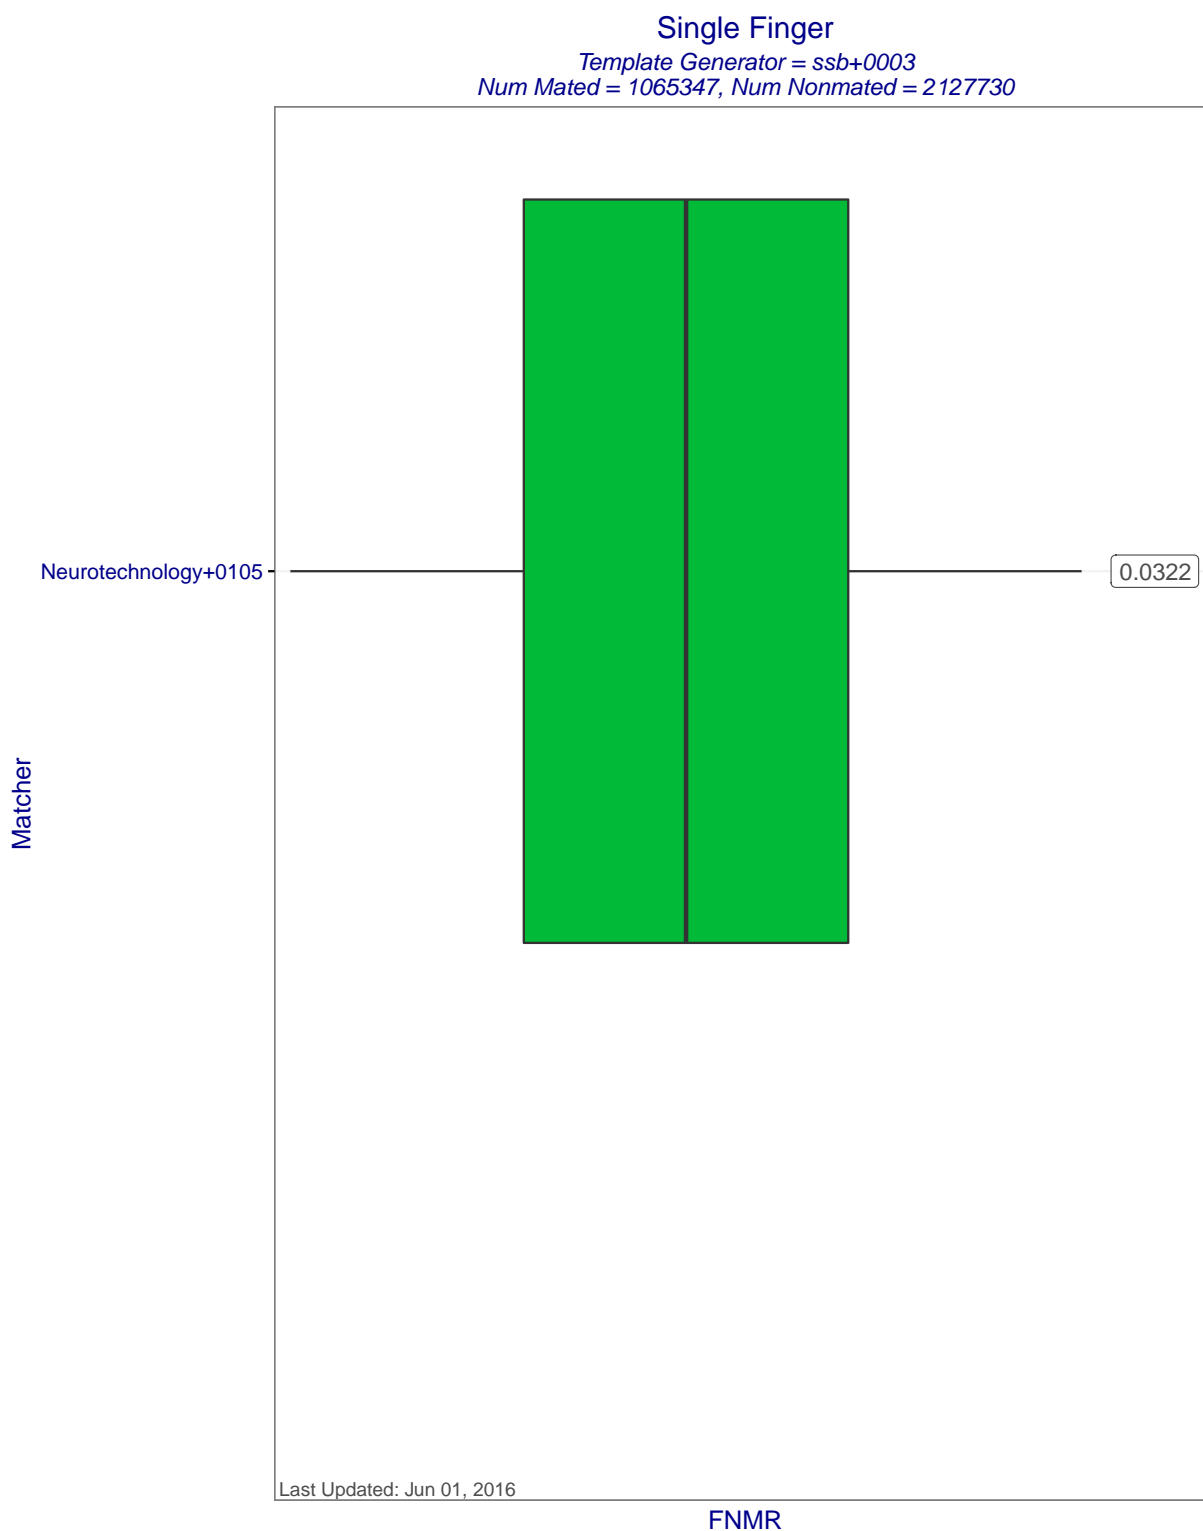 Single Finger
Template Generator = ssb+0003
Num Mated = 1065347, Num Nonmated = 2127730
Neurotechnology+0105
0.0322
Matcher
Last Updated: Jun 01, 2016
FNMR